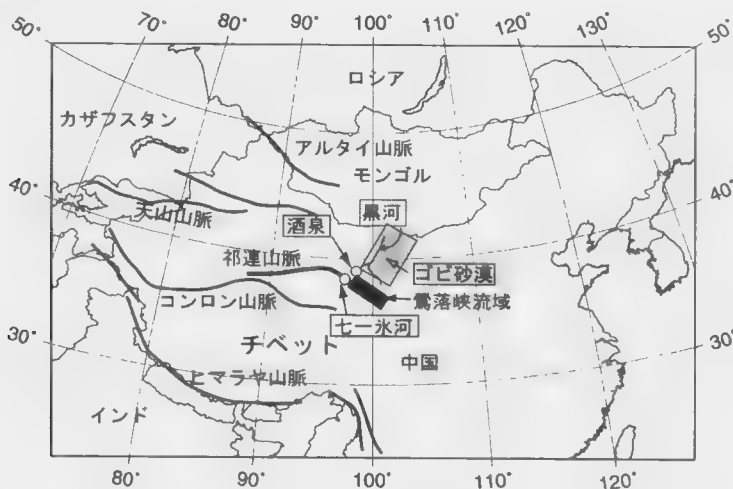 70° 80° 90° 100° 110° 120° 130°
50° 50°
ロシア
カザフスタン
アルタイ山脈
モンゴル
40° 40°
天山山脈
酒泉
黒河
祁連山脈
ゴビ砂漠
コンロン山脈
鶯落峡流域
七一氷河
30° 30°
チベット
中国
ヒマラヤ山脈
インド
80° 90° 100° 110° 120°